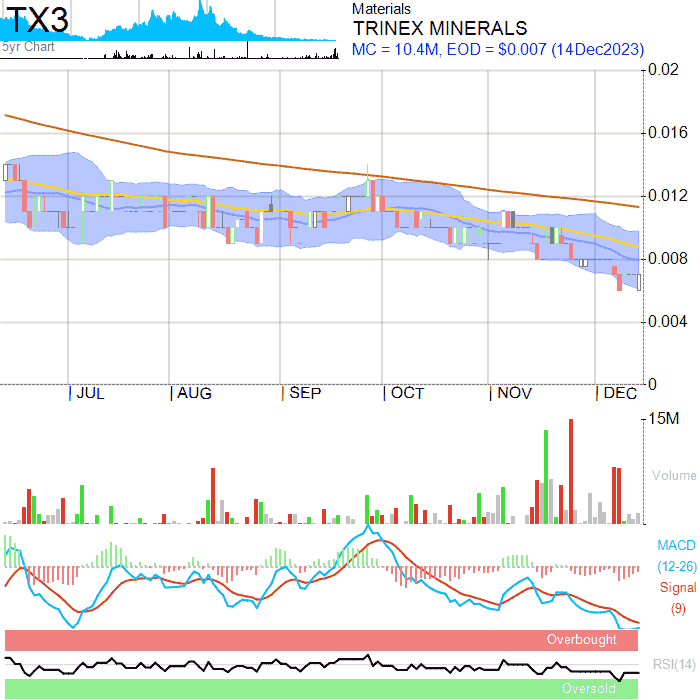 TX3
5yr Chart
Materials
TRINEX MINERALS
MC = 10.4M, EOD = $0.007 (14Dec2023)
0.02
0.016
0.012
0.008
0.004
0
JUL AUG SEP OCT NOV DEC
15M
Volume
MACD
(12-26)
Signal
(9)
Overbought
RSI(14)
Oversold